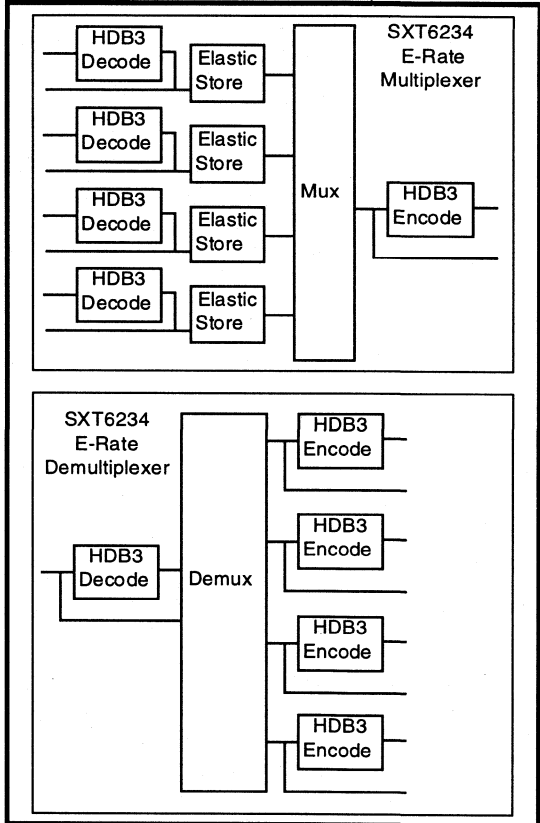 HDB3
Decode
Elastic
Store
HDB3
Decode
Elastic
Store
HDB3
Decode
Elastic
Store
HDB3
Decode
Elastic
Store
Mux
SXT6234
E-Rate
Multiplexer
HDB3
Encode
SXT6234
E-Rate
Demultiplexer
HDB3
Decode
Demux
HDB3
Encode
HDB3
Encode
HDB3
Encode
HDB3
Encode